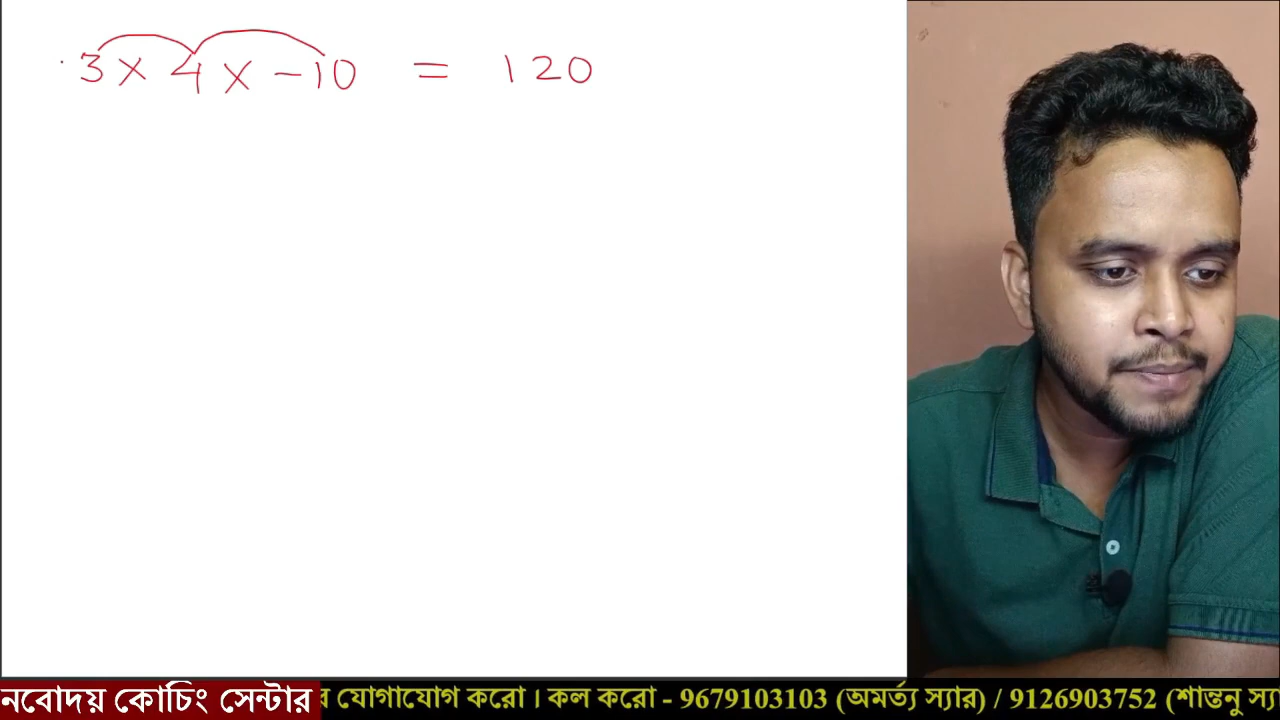 3 × 4 × -10 = 120
নবোদয় কোচিং সেন্টার
র যোগাযোগ করো । কল করো - 9679103103 (অমর্ত্য স্যার) / 9126903752 (শান্তনু স্য